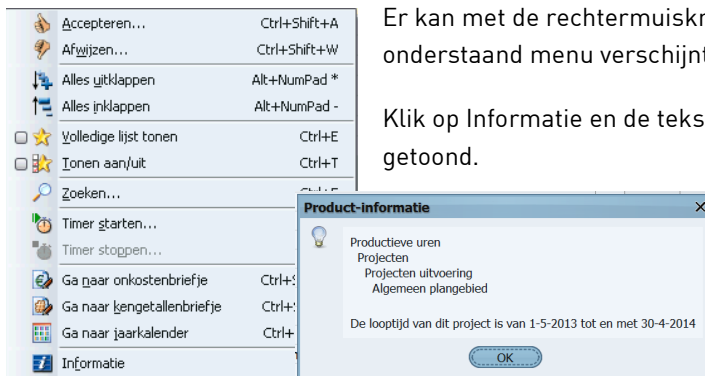 Accepteren... Ctrl+Shift+A
Afwijzen... Ctrl+Shift+W
Alles uitklappen Alt+NumPad *
Alles inklappen Alt+NumPad -
Volledige lijst tonen Ctrl+E
Tonen aan/uit Ctrl+T
Zoeken...
Timer starten...
Timer stoppen...
Ga naar onkostenbriefje
Ga naar kengetallenbriefje
Ga naar jaarkalender Ctrl+
Informatie
Er kan met de
onderstaand menu verschijnt
Klik op Informatie en de
getoond.
Product-informatie
Productieve uren
Projecten
Projecten uitvoering
Algemeen plangebied
De looptijd van dit project is van 1-5-2013 tot en met 30-4-2014
OK